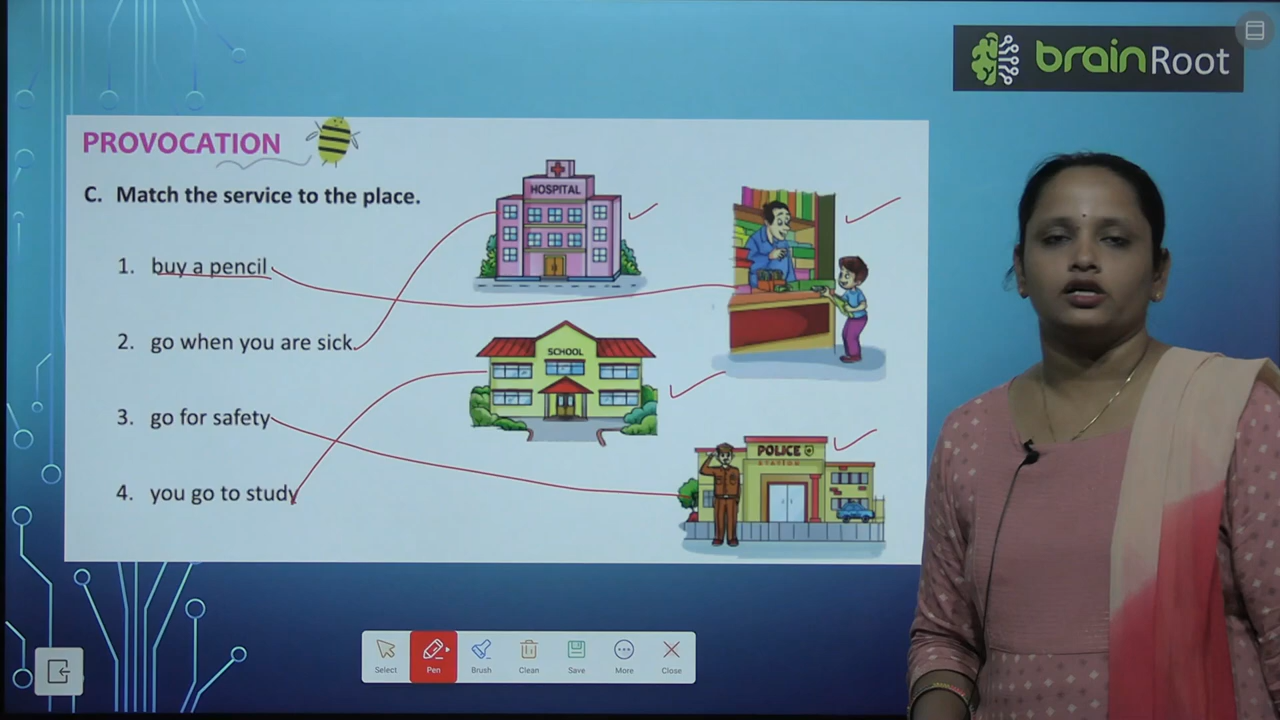 brainRoot
PROVOCATION
C. Match the service to the place.
1. buy a pencil
2. go when you are sick.
3. go for safety
4. you go to study
HOSPITAL
SCHOOL
POLICE
STATION
Select
Pen
Brush
Clean
Save
More
Close